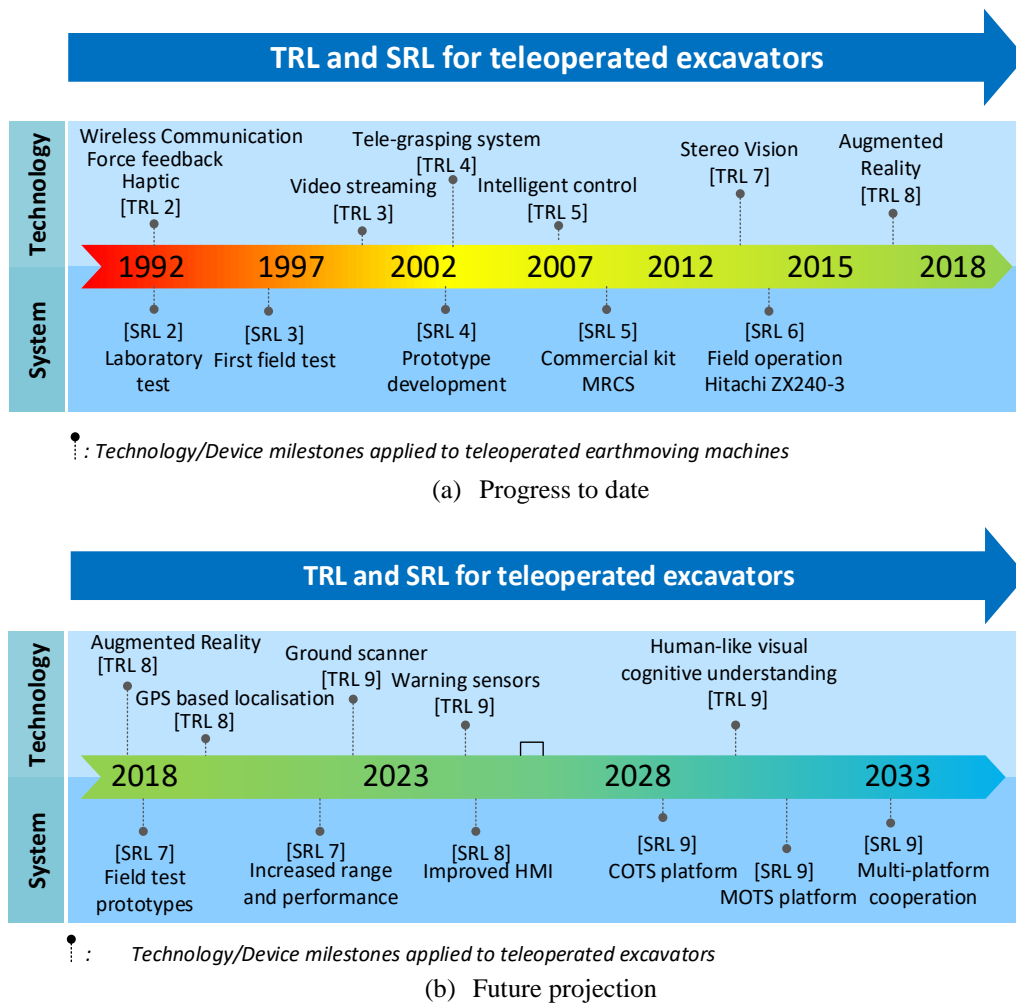 TRL and SRL for teleoperated excavators
Technology
Wireless Communication
Force feedback
Haptic
[TRL 2]
Video streaming
[TRL 3]
Tele-grasping system
[TRL 4]
Intelligent control
[TRL 5]
Stereo Vision
[TRL 7]
Augmented
Reality
[TRL 8]
1992 1997 2002 2007 2012 2015 2018
System
[SRL 2]
Laboratory
test
[SRL 3]
First field test
[SRL 4]
Prototype
development
[SRL 5]
Commercial kit
MRCS
[SRL 6]
Field operation
Hitachi ZX240-3
: Technology/Device milestones applied to teleoperated earthmoving machines
(a) Progress to date
TRL and SRL for teleoperated excavators
Technology
Augmented Reality
[TRL 8]
GPS based localisation
[TRL 8]
Ground scanner
[TRL 9]
Warning sensors
[TRL 9]
Human-like visual
cognitive understanding
[TRL 9]
2018 2023 2028 2033
System
[SRL 7]
Field test
prototypes
[SRL 7]
Increased range
and performance
[SRL 8]
Improved HMI
[SRL 9]
COTS platform
[SRL 9]
MOTS platform
[SRL 9]
Multi-platform
cooperation
: Technology/Device milestones applied to teleoperated excavators
(b) Future projection